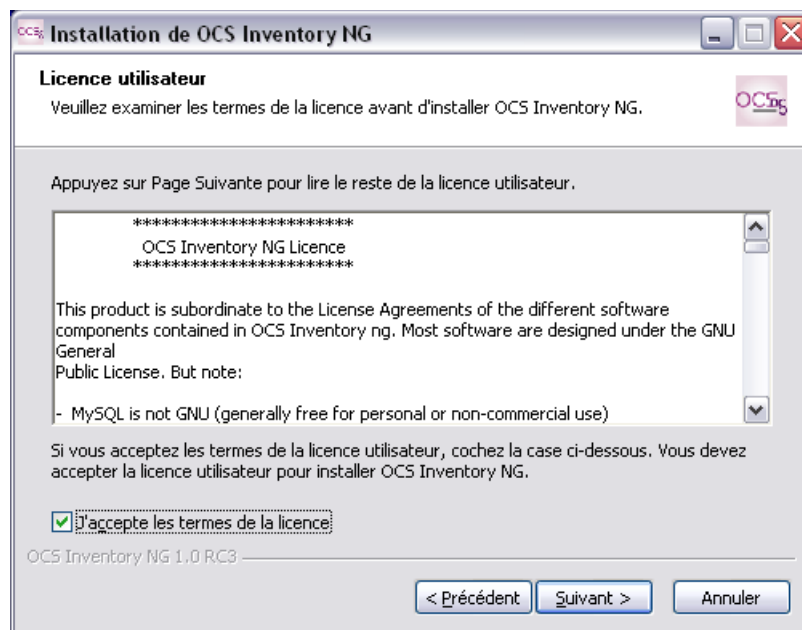 Installation de OCS Inventory NG
Licence utilisateur
Veuillez examiner les termes de la licence avant d'installer OCS Inventory NG.
Appuyez sur Page Suivante pour lire le reste de la licence utilisateur.
***********************
OCS Inventory NG Licence
***********************
This product is subordinate to the License Agreements of the different software
components contained in OCS Inventory ng. Most software are designed under the GNU
General
Public License. But note:
- MySQL is not GNU (generally free for personal or non-commercial use)
Si vous acceptez les termes de la licence utilisateur, cochez la case ci-dessous. Vous devez
accepter la licence utilisateur pour installer OCS Inventory NG.
J'accepte les termes de la licence
OCS Inventory NG 1.0 RC3
< Précédent
Suivant >
Annuler